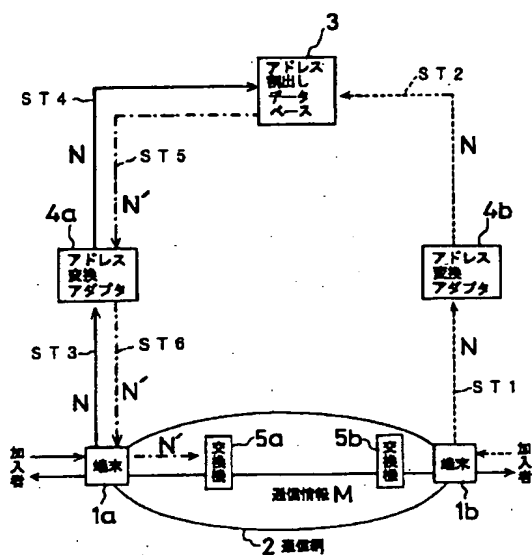 3
アドレス
割出し
データ
ベース
ST4
ST2
ST5
N
N
N′
4a
4b
アドレス
変換
アダプタ
アドレス
変換
アダプタ
ST3
ST6
N
N′
N
ST1
加入者
端末
N′
5a
交換機
5b
交換機
端末
加入者
1a
通信情報 M
1b
2 通信網